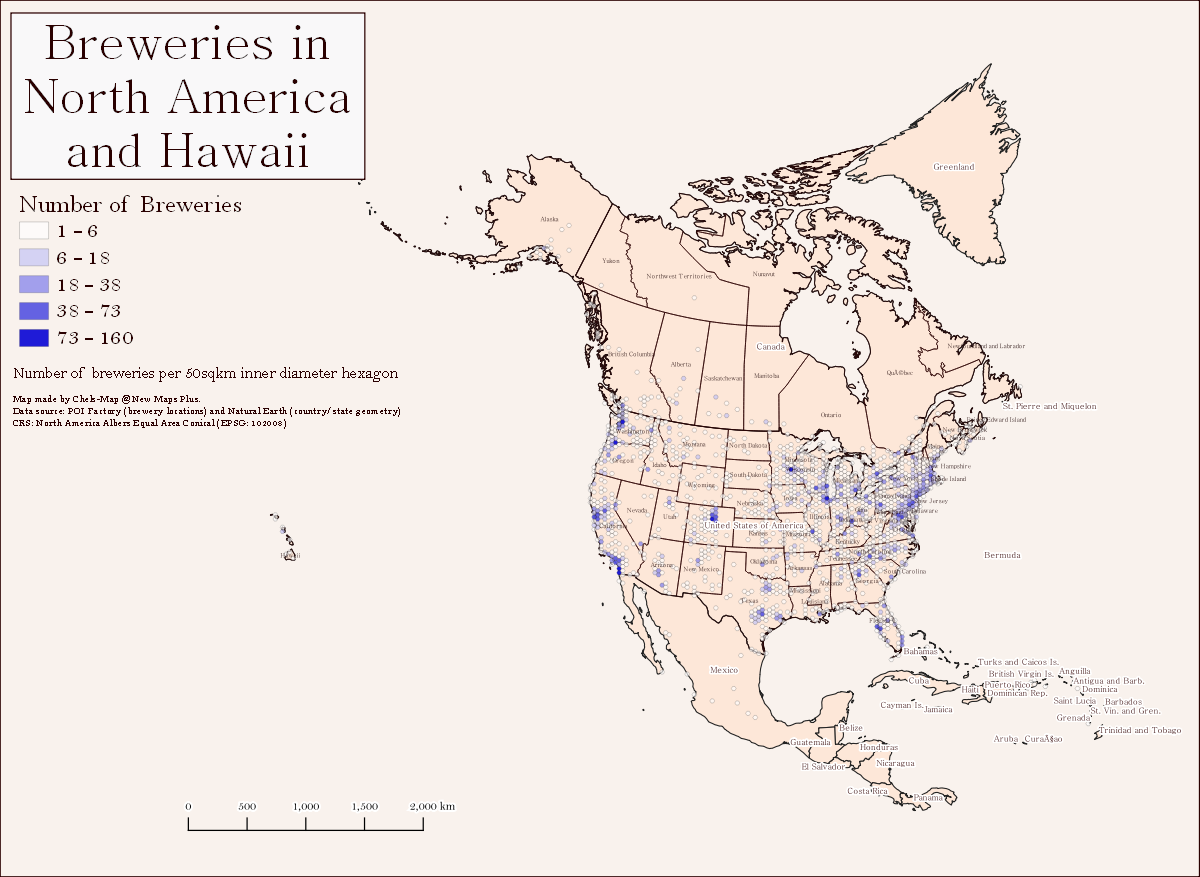 Breweries in
North America
and Hawaii
Number of Breweries
1 – 6
6 – 18
18 – 38
38 – 73
73 – 160
Number of breweries per 50sqkm inner diameter hexagon
Map made by Chels-Map @New Maps Plus.
Data source: POI Factory (brewery locations) and Natural Earth (country/state geometry)
CRS: North America Albers Equal Area Conical (EPSG: 102008)
Greenland
Alaska
Yukon
Northwest Territories
Nunavut
Canada
British Columbia
Alberta
Saskatchewan
Manitoba
Ontario
QuÃ©bec
Newfoundland and Labrador
St. Pierre and Miquelon
Edward Island
Scotia
Maine
Hampshire
Island
New York
Jersey
Delaware
Washington
Montana
North Dakota
Oregon
Idaho
South Dakota
Wyoming
Nebraska
Iowa
Nevada
Utah
California
United States of America
Kansas
Illinois
Kentucky
Tennessee
North Carolina
South Carolina
Georgia
Alabama
Mississippi
Louisiana
Arkansas
Oklahoma
Arizona
New Mexico
Texas
Florida
Hawaii
Bermuda
Mexico
Bahamas
Turks and Caicos Is.
British Virgin Is.
Anguilla
Cuba
Haiti
Puerto Rico
Antigua and Barb.
Dominican Rep.
Dominica
Cayman Is.
Jamaica
Saint Lucia
Barbados
St. Vin. and Gren.
Grenada
Trinidad and Tobago
Aruba
CuraÃ§ao
Belize
Guatemala
Honduras
El Salvador
Nicaragua
Costa Rica
Panama
0 500 1,000 1,500 2,000 km